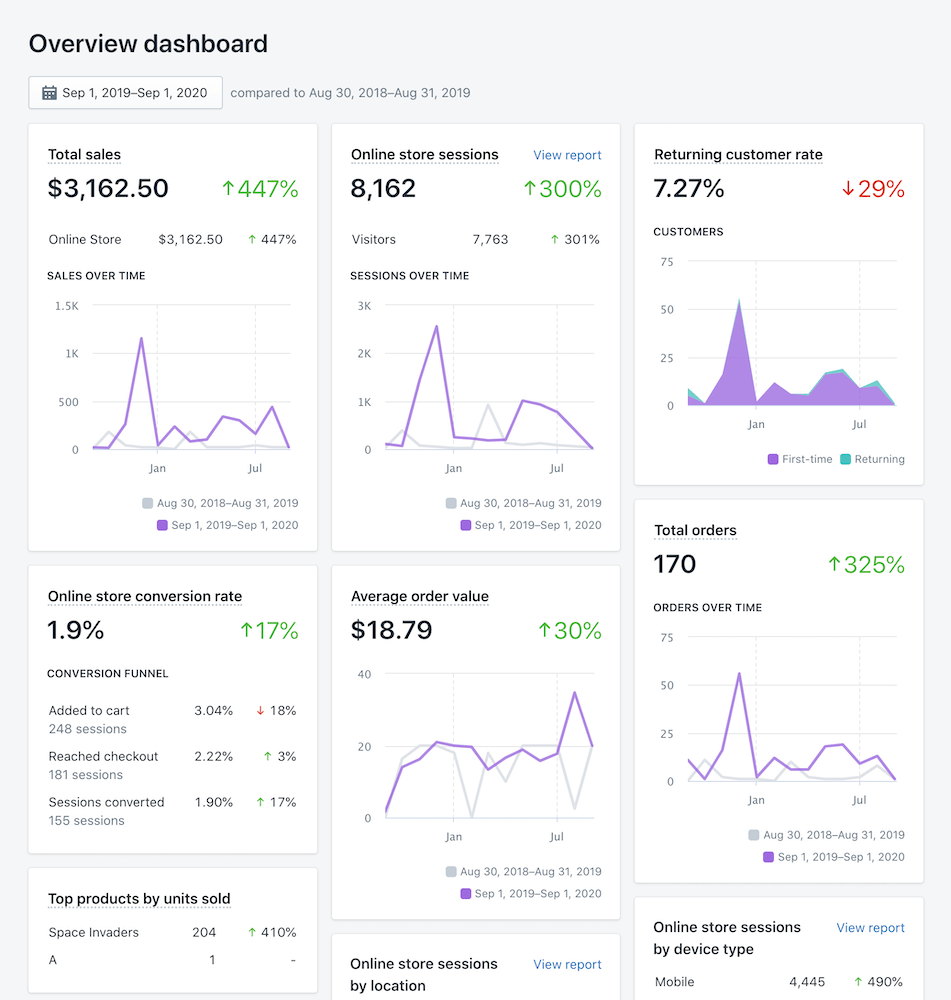 Overview dashboard
Sep 1, 2019–Sep 1, 2020 compared to Aug 30, 2018–Aug 31, 2019
Total sales
$3,162.50 ↑447%
Online Store $3,162.50 ↑ 447%
SALES OVER TIME
1.5K
1K
500
0
Jan Jul
Aug 30, 2018–Aug 31, 2019
Sep 1, 2019–Sep 1, 2020
Online store sessions View report
8,162 ↑300%
Visitors 7,763 ↑ 301%
SESSIONS OVER TIME
3K
2K
1K
0
Jan Jul
Aug 30, 2018–Aug 31, 2019
Sep 1, 2019–Sep 1, 2020
Returning customer rate
7.27% ↓29%
CUSTOMERS
75
50
25
0
Jan Jul
First-time Returning
Online store conversion rate
1.9% ↑17%
CONVERSION FUNNEL
Added to cart 3.04% ↓ 18%
248 sessions
Reached checkout 2.22% ↑ 3%
181 sessions
Sessions converted 1.90% ↑ 17%
155 sessions
Average order value
$18.79 ↑30%
40
20
0
Jan Jul
Aug 30, 2018–Aug 31, 2019
Sep 1, 2019–Sep 1, 2020
Total orders
170 ↑325%
ORDERS OVER TIME
75
50
25
0
Jan Jul
Aug 30, 2018–Aug 31, 2019
Sep 1, 2019–Sep 1, 2020
Top products by units sold
Space Invaders 204 ↑ 410%
A 1 -
Online store sessions View report
by location
Online store sessions View report
by device type
Mobile 4,445 ↑ 490%